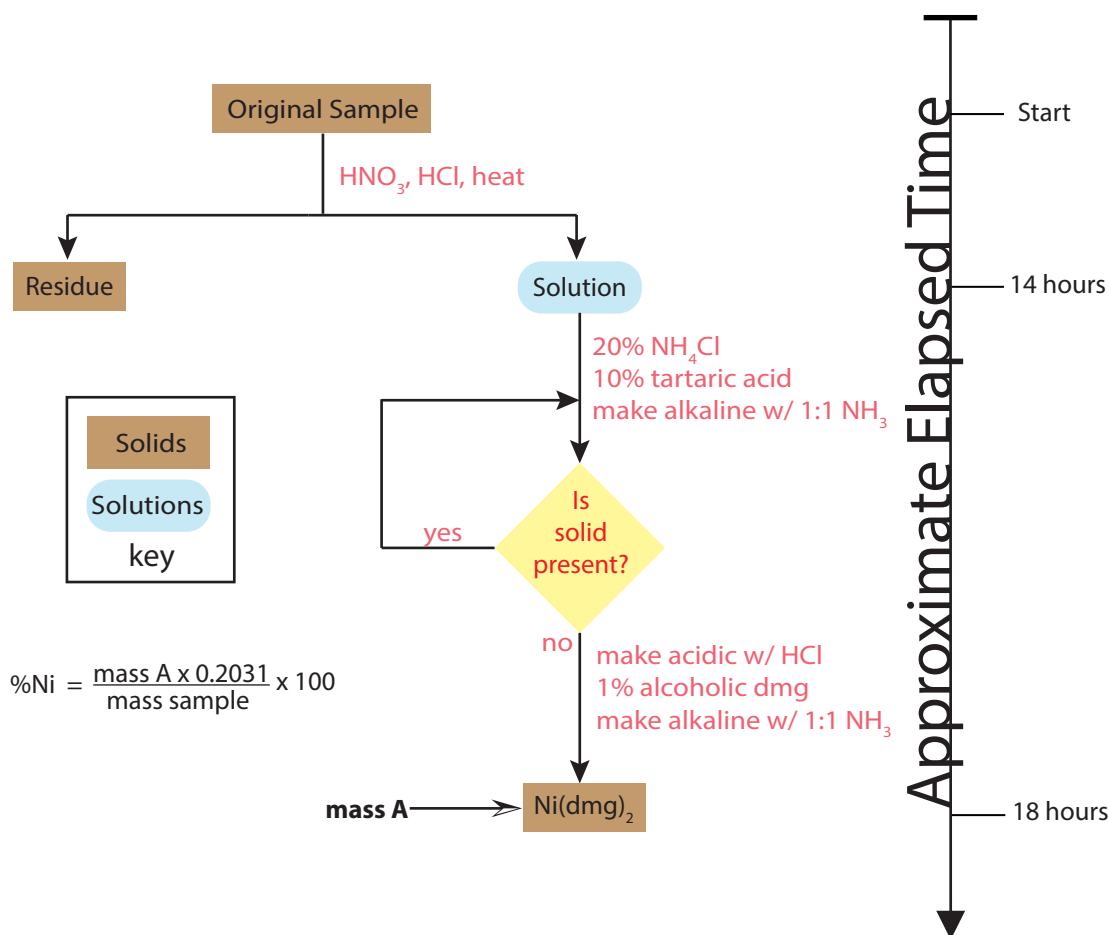 Original Sample
HNO₃, HCl, heat
Residue
Solution
20% NH₄Cl
10% tartaric acid
make alkaline w/ 1:1 NH₃
Solids
Solutions
key
Is
solid
present?
yes
no
make acidic w/ HCl
1% alcoholic dmg
make alkaline w/ 1:1 NH₃
%Ni = mass A x 0.2031 / mass sample x 100
mass A
Ni(dmg)₂
Approximate Elapsed Time
Start
14 hours
18 hours